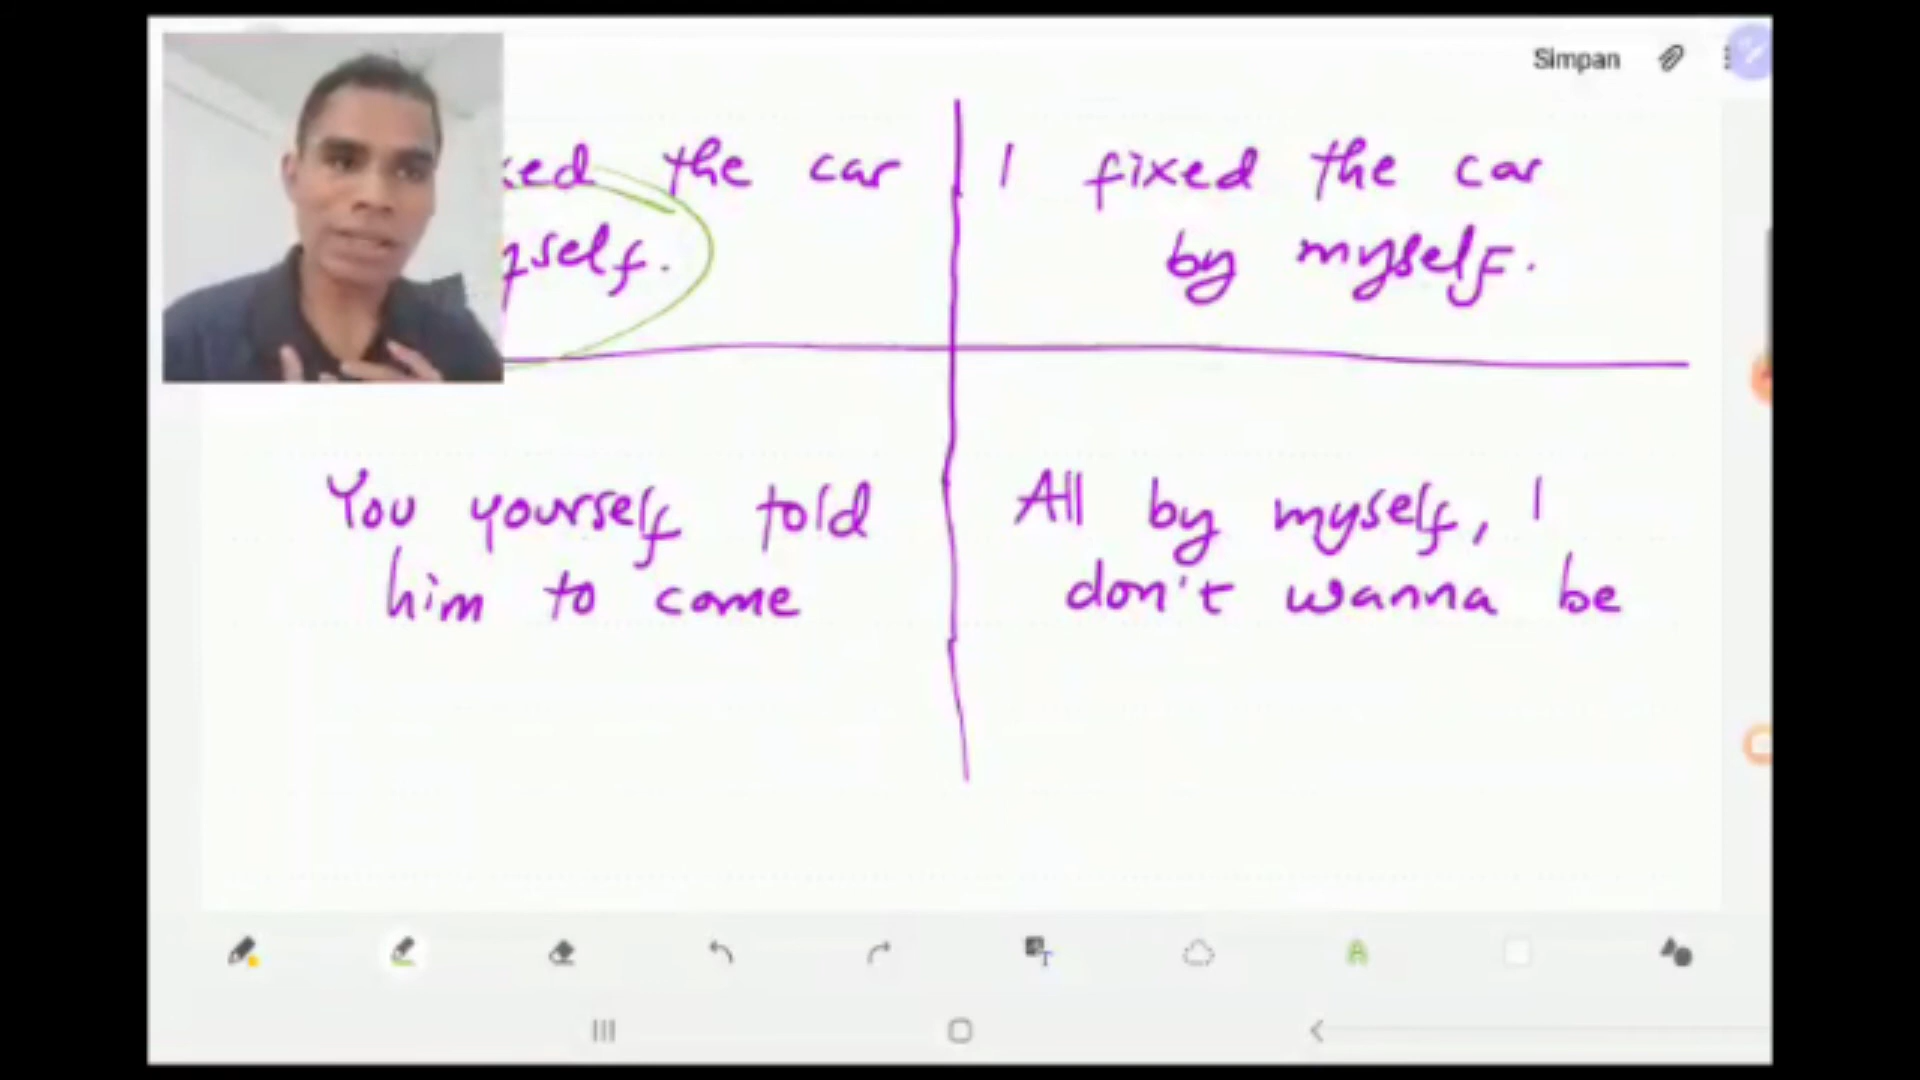 Simpan
the car
I fixed the car
by myself.
You yourself told
him to come
All by myself, I
don't wanna be